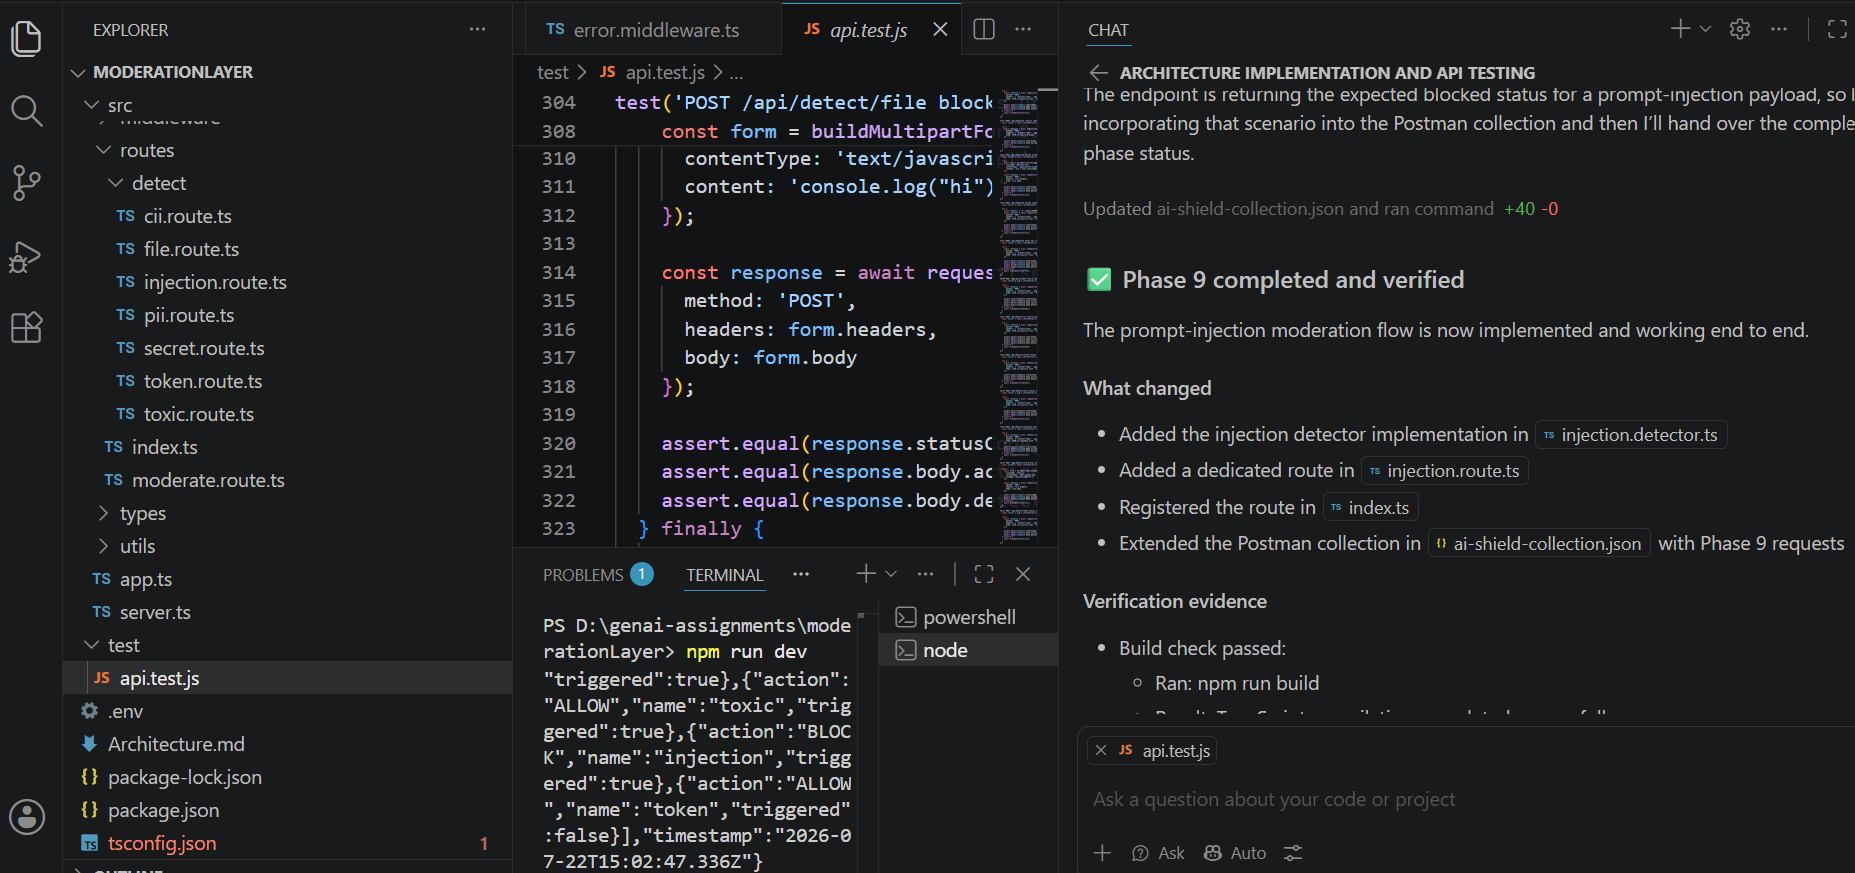 EXPLORER
MODERATIONLAYER
src
middleware
routes
detect
TS cii.route.ts
TS file.route.ts
TS injection.route.ts
TS pii.route.ts
TS secret.route.ts
TS token.route.ts
TS toxic.route.ts
TS index.ts
TS moderate.route.ts
types
utils
TS app.ts
TS server.ts
test
JS api.test.js
.env
Architecture.md
{} package-lock.json
{} package.json
TS tsconfig.json 1
TS error.middleware.ts
JS api.test.js
test > JS api.test.js > ...
304 test('POST /api/detect/file block
308 const form = buildMultipartFo
310 contentType: 'text/javascri
311 content: 'console.log("hi")
312 });
313
314 const response = await reques
315 method: 'POST',
316 headers: form.headers,
317 body: form.body
318 });
319
320 assert.equal(response.statusC
321 assert.equal(response.body.ac
322 assert.equal(response.body.de
323 } finally {
PROBLEMS 1 TERMINAL
PS D:\genai-assignments\mode
rationLayer> npm run dev
"triggered":true},{"action":
"ALLOW","name":"toxic","trig
gered":true},{"action":"BLOC
K","name":"injection","trigg
ered":true},{"action":"ALLOW
","name":"token","triggered"
:false}],"timestamp":"2026-0
7-22T15:02:47.336Z"}
powershell
node
CHAT
ARCHITECTURE IMPLEMENTATION AND API TESTING
The endpoint is returning the expected blocked status for a prompt-injection payload, so I
incorporating that scenario into the Postman collection and then I'll hand over the comple
phase status.
Updated ai-shield-collection.json and ran command +40 -0
Phase 9 completed and verified
The prompt-injection moderation flow is now implemented and working end to end.
What changed
• Added the injection detector implementation in TS injection.detector.ts
• Added a dedicated route in TS injection.route.ts
• Registered the route in TS index.ts
• Extended the Postman collection in {} ai-shield-collection.json with Phase 9 requests
Verification evidence
• Build check passed:
○ Ran: npm run build
JS api.test.js
Ask a question about your code or project
Ask Auto